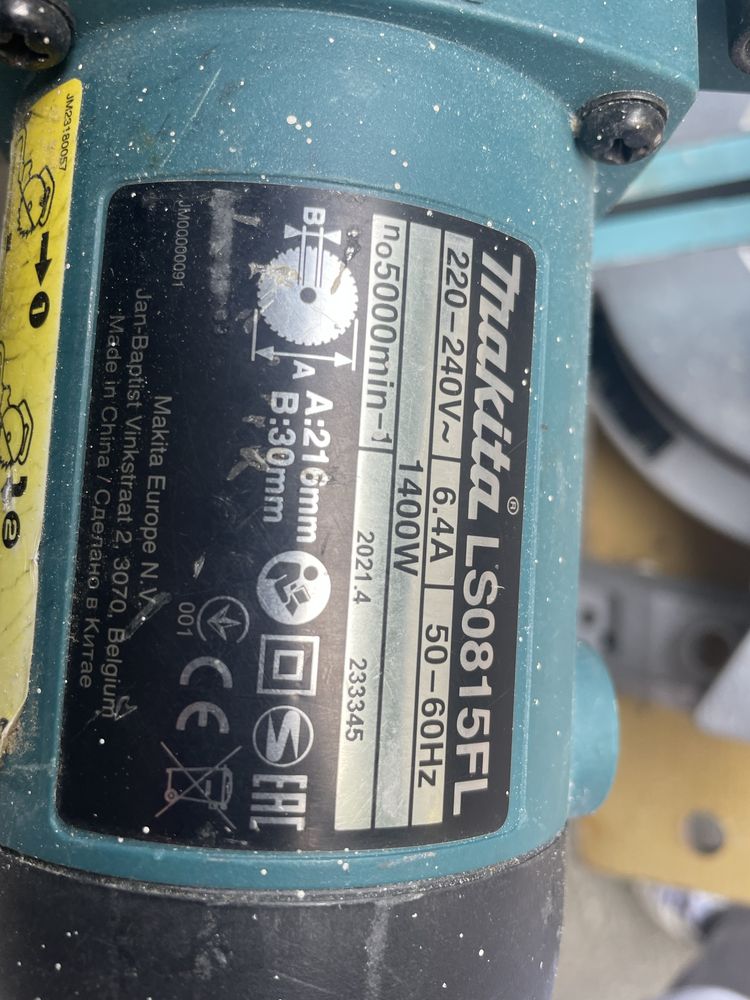 makita® LS0815FL
220-240V~ 6.4A 50-60Hz
1400W
n₀5000min⁻¹ 2021.4 233345
B
A
A:216mm
B:30mm
EAC
JM00000091
001
CE
Makita Europe N.V.
Jan-Baptist Vinkstraat 2, 3070, Belgium
Made in China / Сделано в Китае
JM23180057
1